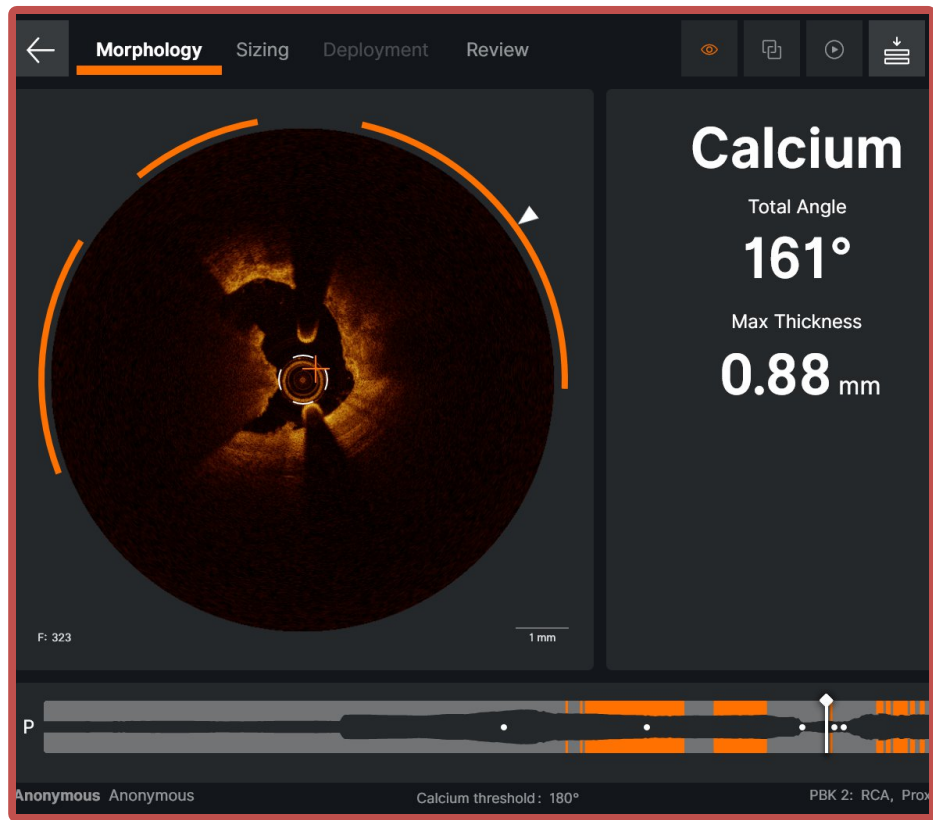 Morphology Sizing Deployment Review
Calcium
Total Angle
161°
Max Thickness
0.88 mm
F: 323
1 mm
P
Anonymous Anonymous
Calcium threshold: 180°
PBK 2: RCA, Prox